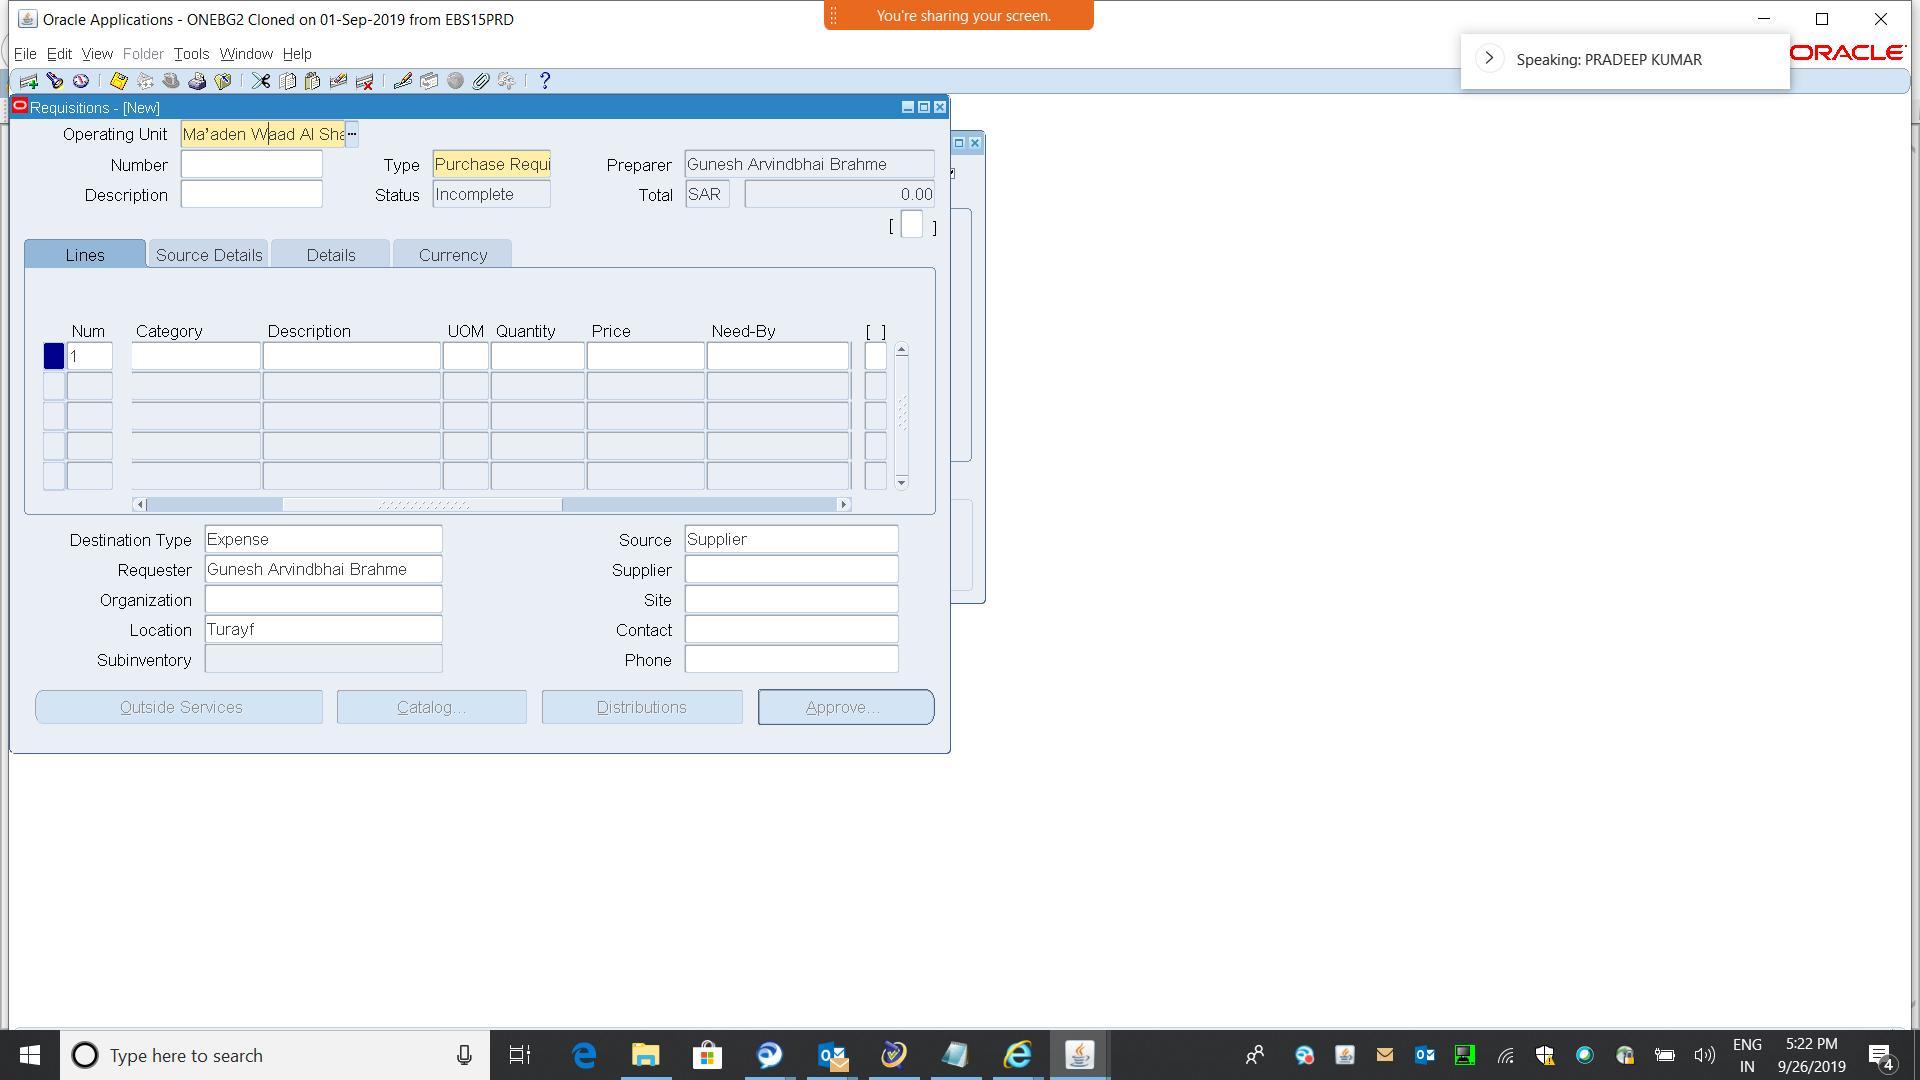 Oracle Applications - ONEBG2 Cloned on 01-Sep-2019 from EBS15PRD
You're sharing your screen.
File Edit View Folder Tools Window Help
Speaking: PRADEEP KUMAR
ORACLE
Requisitions - [New]
Operating Unit Ma'aden Waad Al Sha
Number Type Purchase Requi Preparer Gunesh Arvindbhai Brahme
Description Status Incomplete Total SAR 0.00
[ ]
Lines Source Details Details Currency
Num Category Description UOM Quantity Price Need-By [ ]
1
Destination Type Expense Source Supplier
Requester Gunesh Arvindbhai Brahme Supplier
Organization Site
Location Turayf Contact
Subinventory Phone
Outside Services Catalog... Distributions Approve...
Type here to search
ENG
IN
5:22 PM
9/26/2019
4